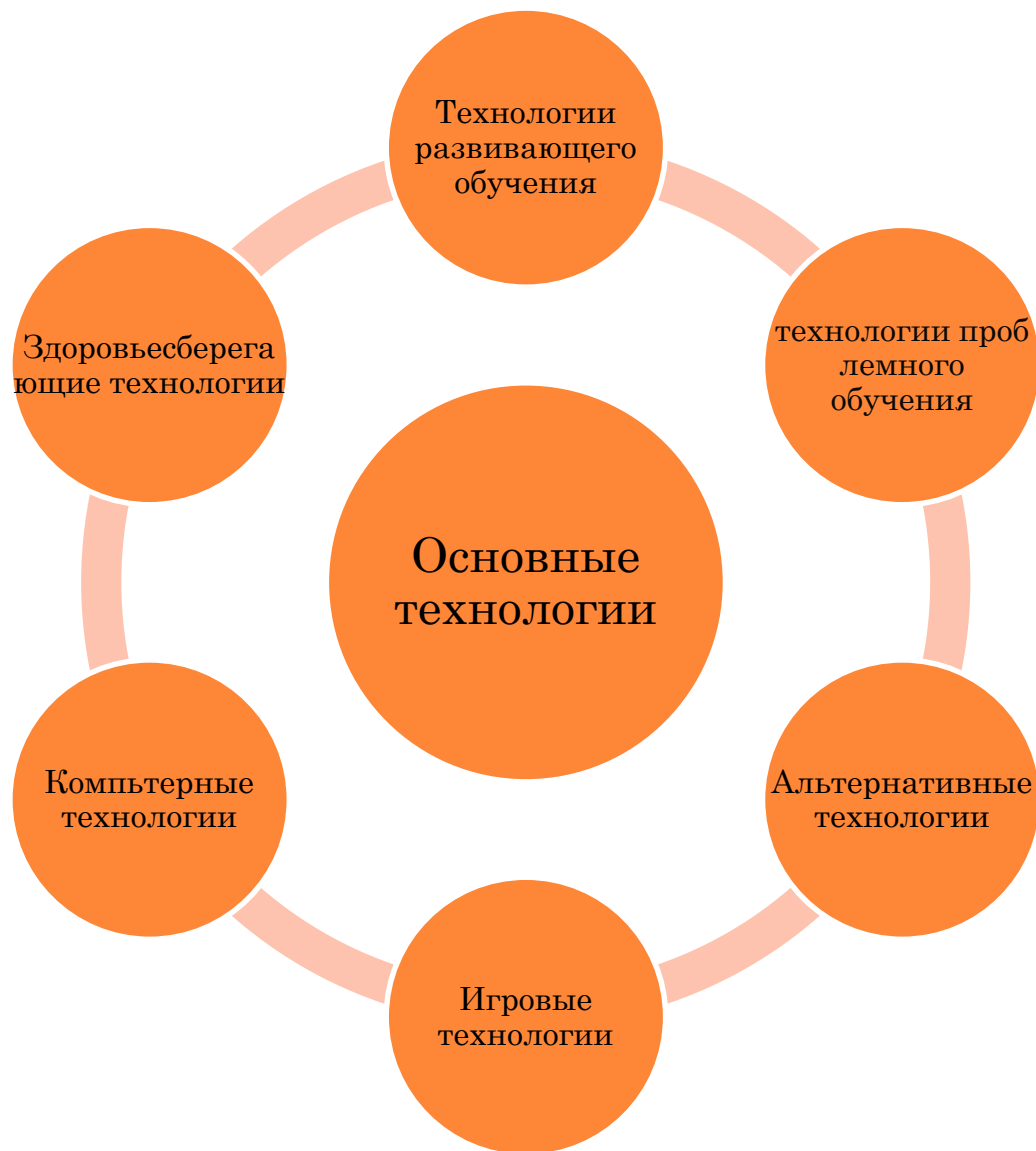 Технологии
развивающего
обучения
технологии проб
лемного
обучения
Здоровьесберега
ющие технологии
Основные
технологии
Компьтерные
технологии
Альтернативные
технологии
Игровые
технологии